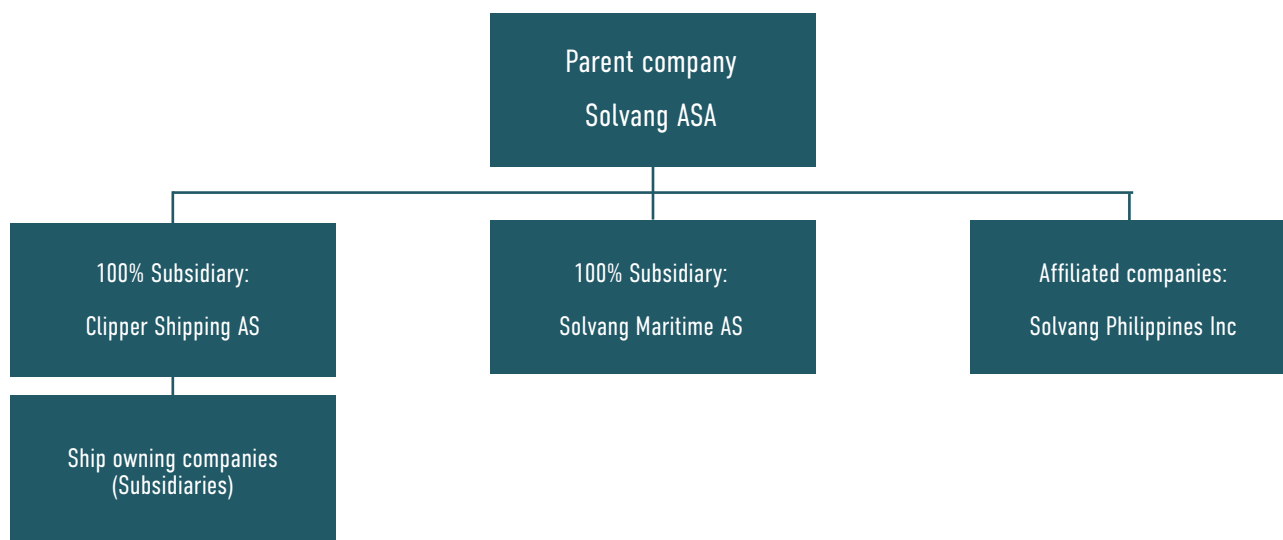 Parent company
Solvang ASA
100% Subsidiary:
Clipper Shipping AS
100% Subsidiary:
Solvang Maritime AS
Affiliated companies:
Solvang Philippines Inc
Ship owning companies
(Subsidiaries)